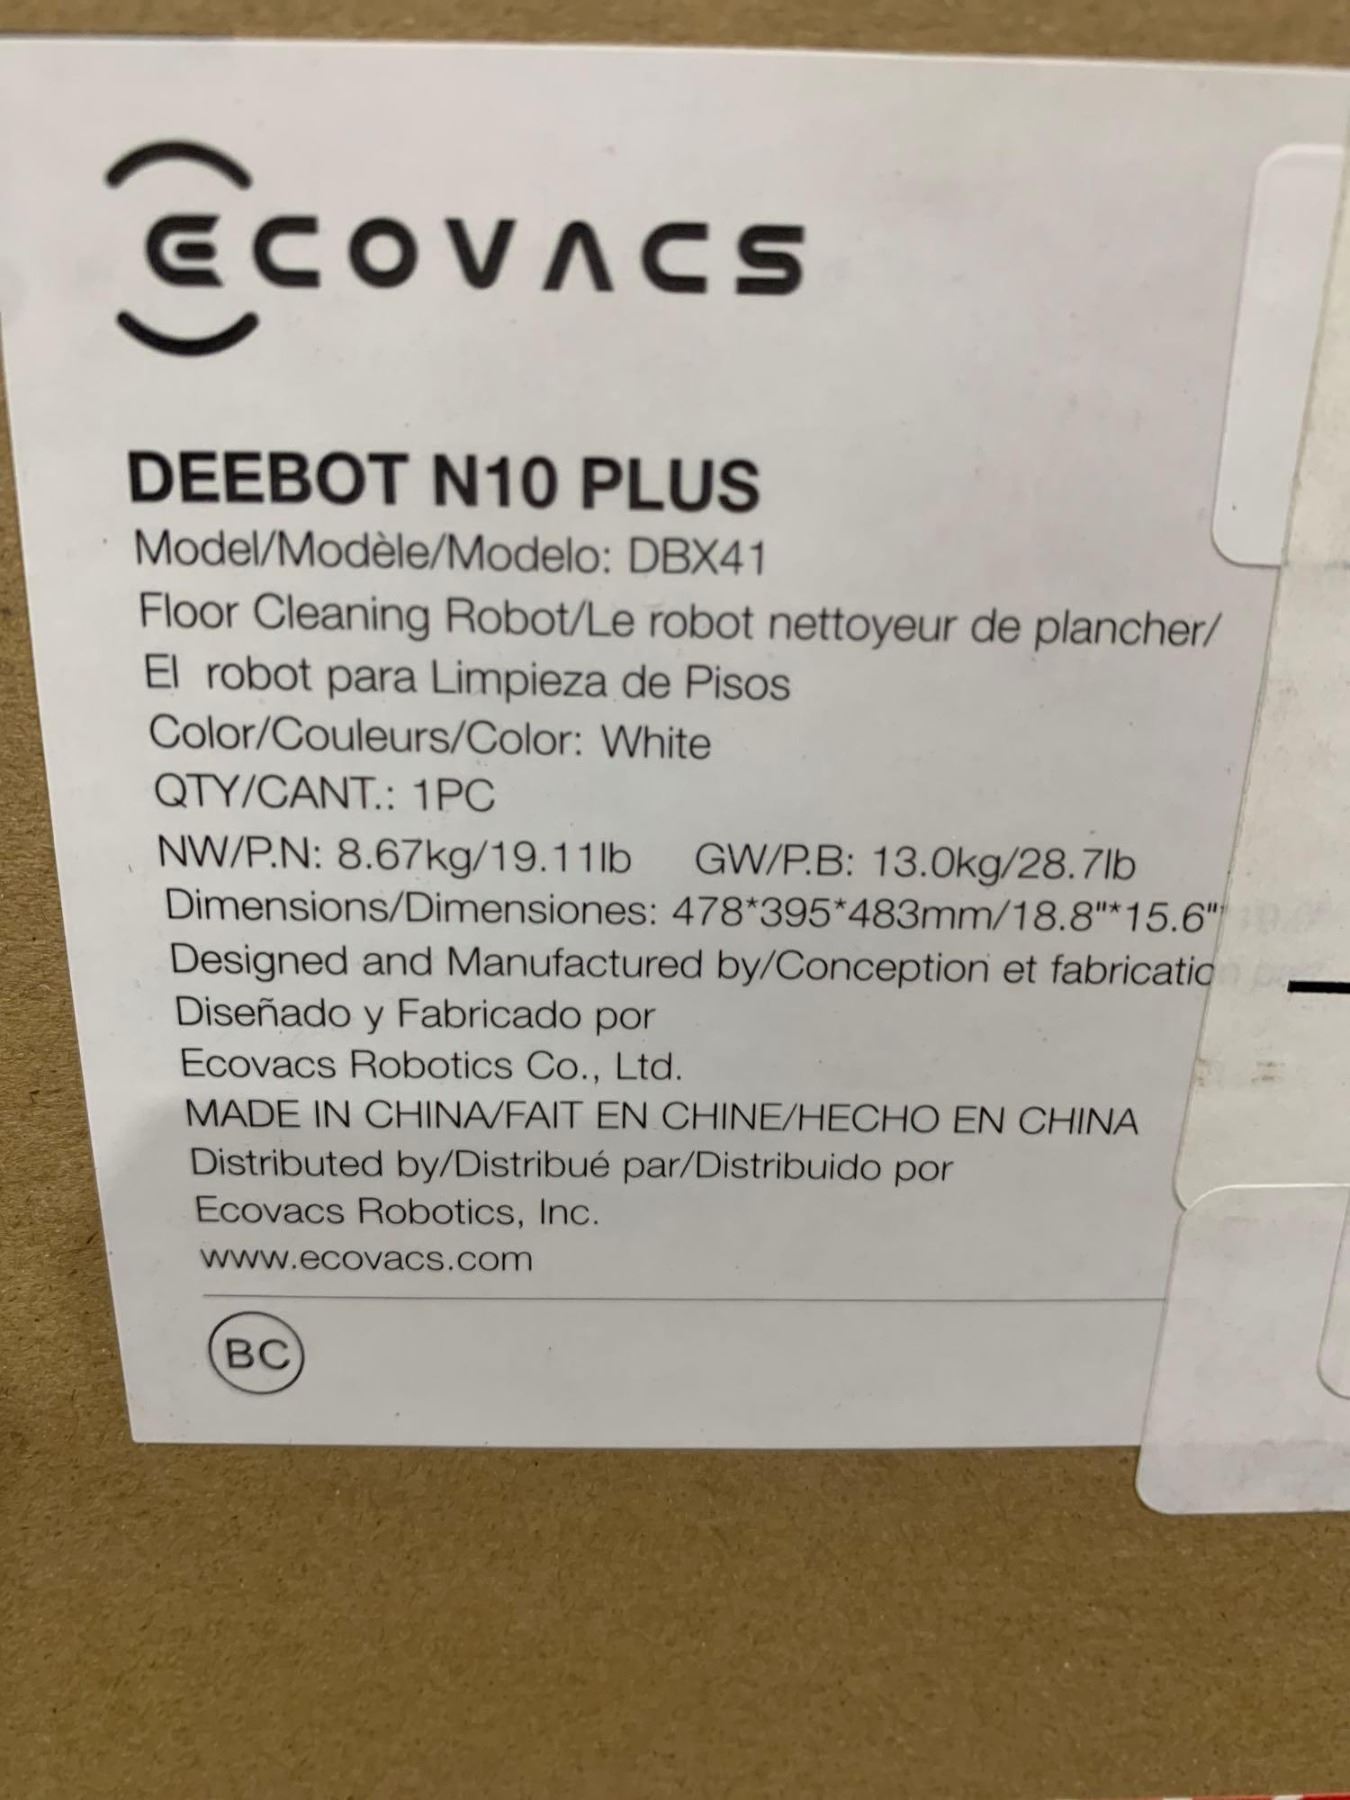 ECOVACS
DEEBOT N10 PLUS
Model/Modèle/Modelo: DBX41
Floor Cleaning Robot/Le robot nettoyeur de plancher/
El robot para Limpieza de Pisos
Color/Couleurs/Color: White
QTY/CANT.: 1PC
NW/P.N: 8.67kg/19.11lb GW/P.B: 13.0kg/28.7lb
Dimensions/Dimensiones: 478*395*483mm/18.8"*15.6"
Designed and Manufactured by/Conception et fabricatio
Diseñado y Fabricado por
Ecovacs Robotics Co., Ltd.
MADE IN CHINA/FAIT EN CHINE/HECHO EN CHINA
Distributed by/Distribué par/Distribuido por
Ecovacs Robotics, Inc.
www.ecovacs.com
BC